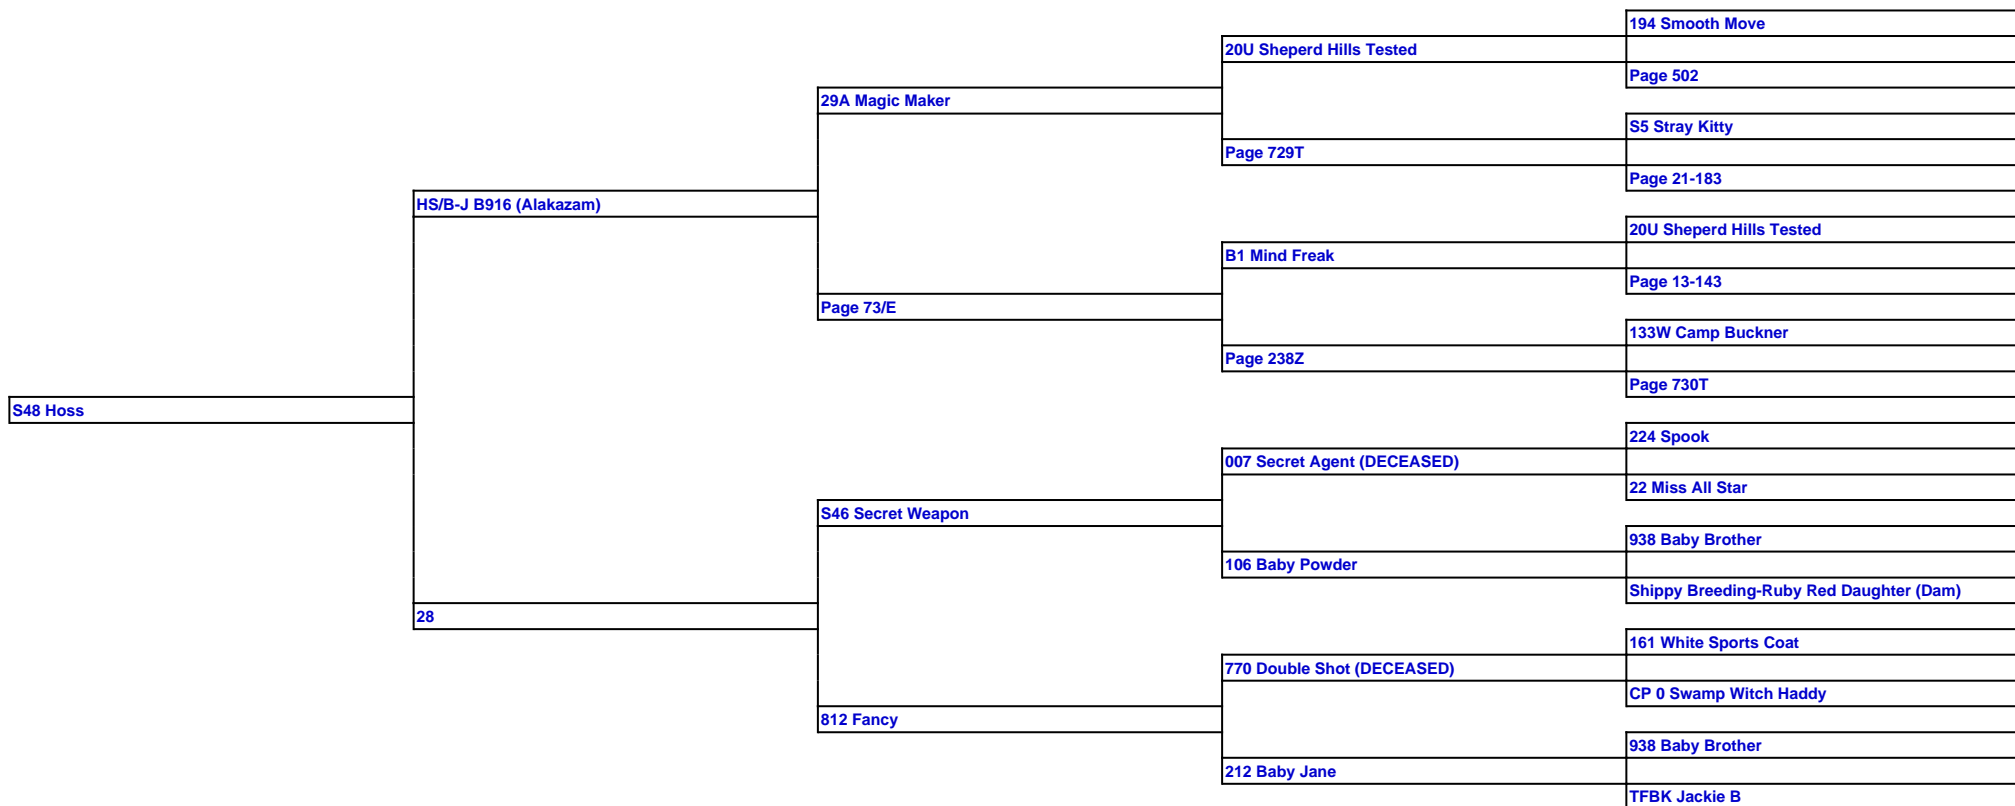 194 Smooth Move
20U Sheperd Hills Tested
Page 502
29A Magic Maker
S5 Stray Kitty
Page 729T
Page 21-183
HS/B-J B916 (Alakazam)
20U Sheperd Hills Tested
B1 Mind Freak
Page 13-143
Page 73/E
133W Camp Buckner
Page 238Z
Page 730T
S48 Hoss
224 Spook
007 Secret Agent (DECEASED)
22 Miss All Star
S46 Secret Weapon
938 Baby Brother
106 Baby Powder
Shippy Breeding-Ruby Red Daughter (Dam)
28
161 White Sports Coat
770 Double Shot (DECEASED)
CP 0 Swamp Witch Haddy
812 Fancy
938 Baby Brother
212 Baby Jane
TFBK Jackie B